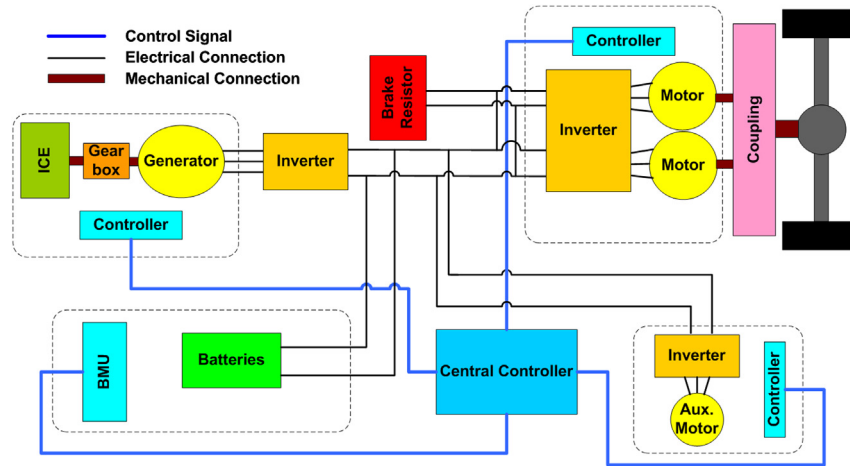 Control Signal
Electrical Connection
Mechanical Connection
Brake
Resistor
Controller
Inverter
Motor
Motor
Coupling
ICE
Gear
box
Generator
Inverter
Controller
BMU
Batteries
Central Controller
Inverter
Aux.
Motor
Controller